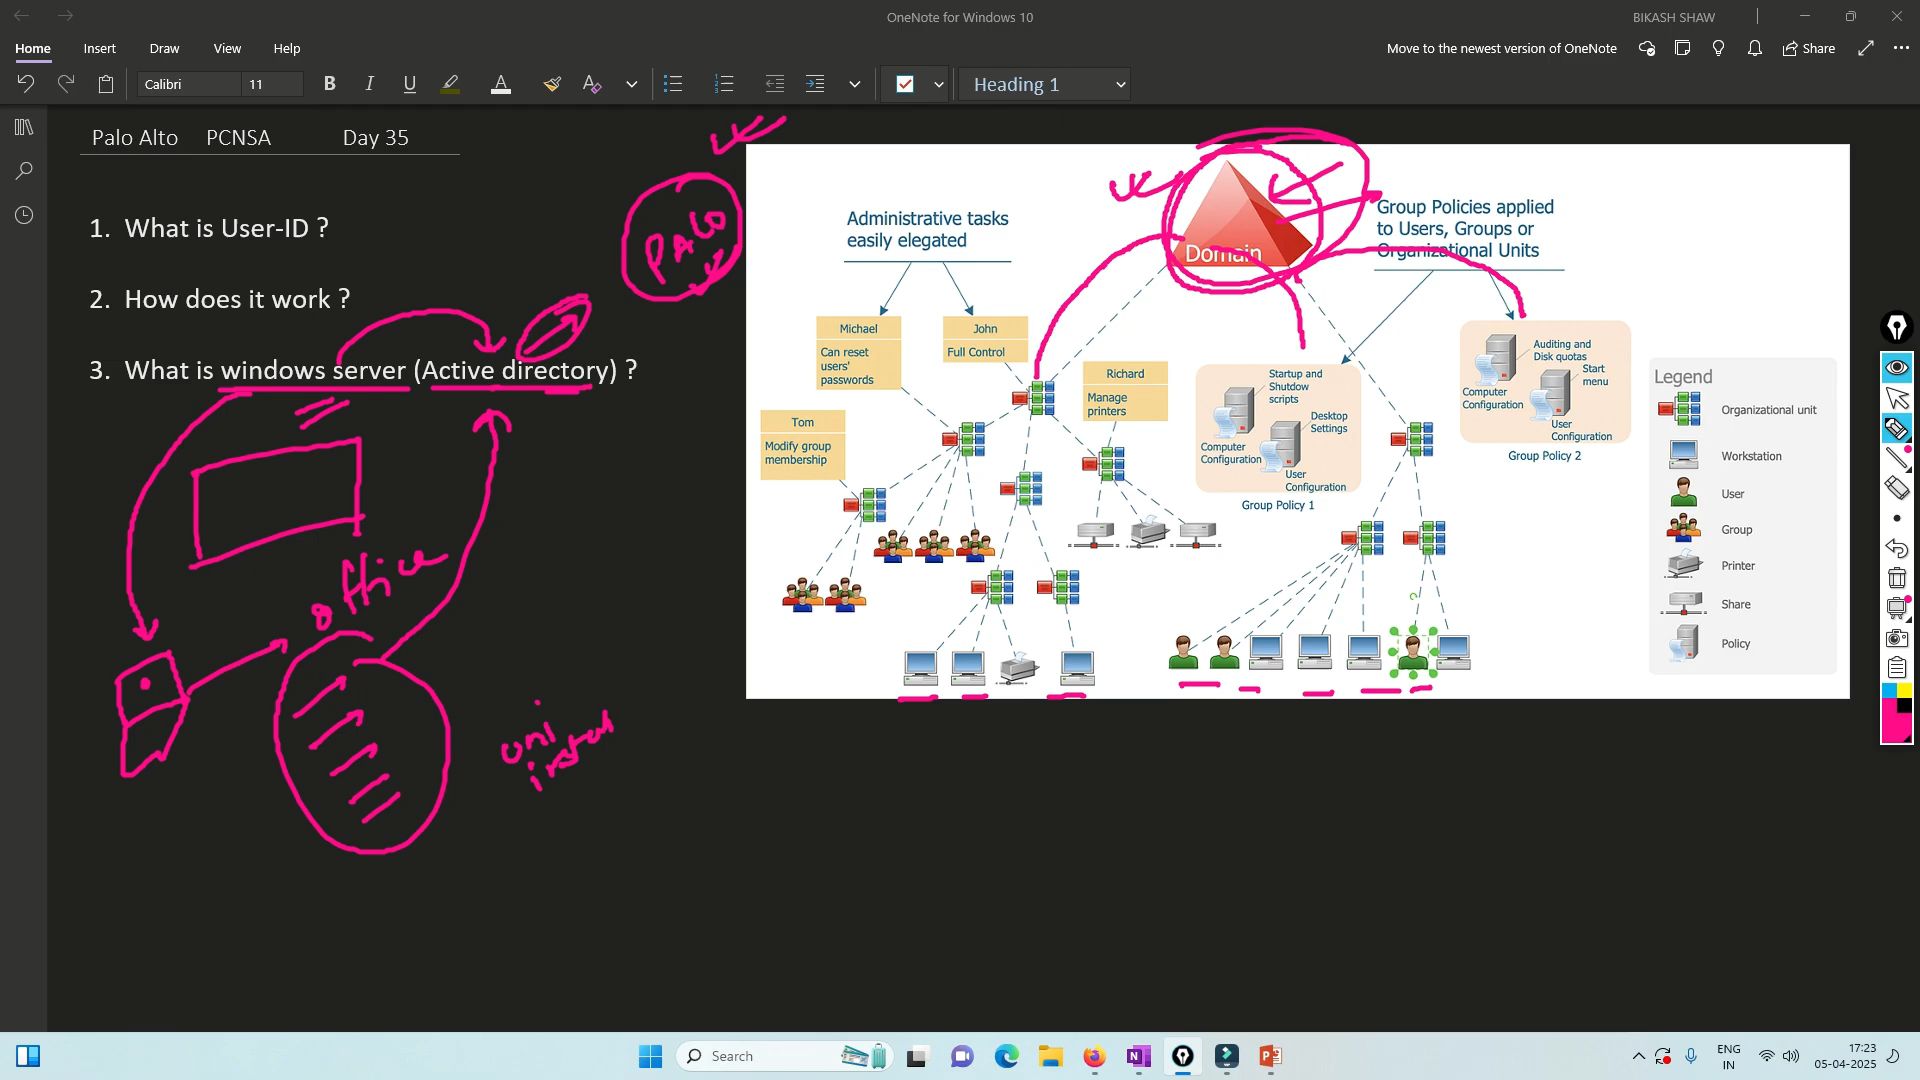 OneNote for Windows 10
BIKASH SHAW
Home Insert Draw View Help
Move to the newest version of OneNote
Share
Calibri 11
B I U A A
Heading 1
Palo Alto PCNSA Day 35
1. What is User-ID ?
2. How does it work ?
3. What is windows server (Active directory) ?
PALO
office
uni
Administrative tasks
easily elegated
Domain
Group Policies applied
to Users, Groups or
Organizational Units
Michael
Can reset
users'
passwords
John
Full Control
Richard
Manage
printers
Tom
Modify group
membership
Startup and
Shutdow
scripts
Desktop
Settings
Computer
Configuration
User
Configuration
Group Policy 1
Auditing and
Disk quotas
Start
menu
Computer
Configuration
User
Configuration
Group Policy 2
Legend
Organizational unit
Workstation
User
Group
Printer
Share
Policy
Search
ENG
IN
17:23
05-04-2025